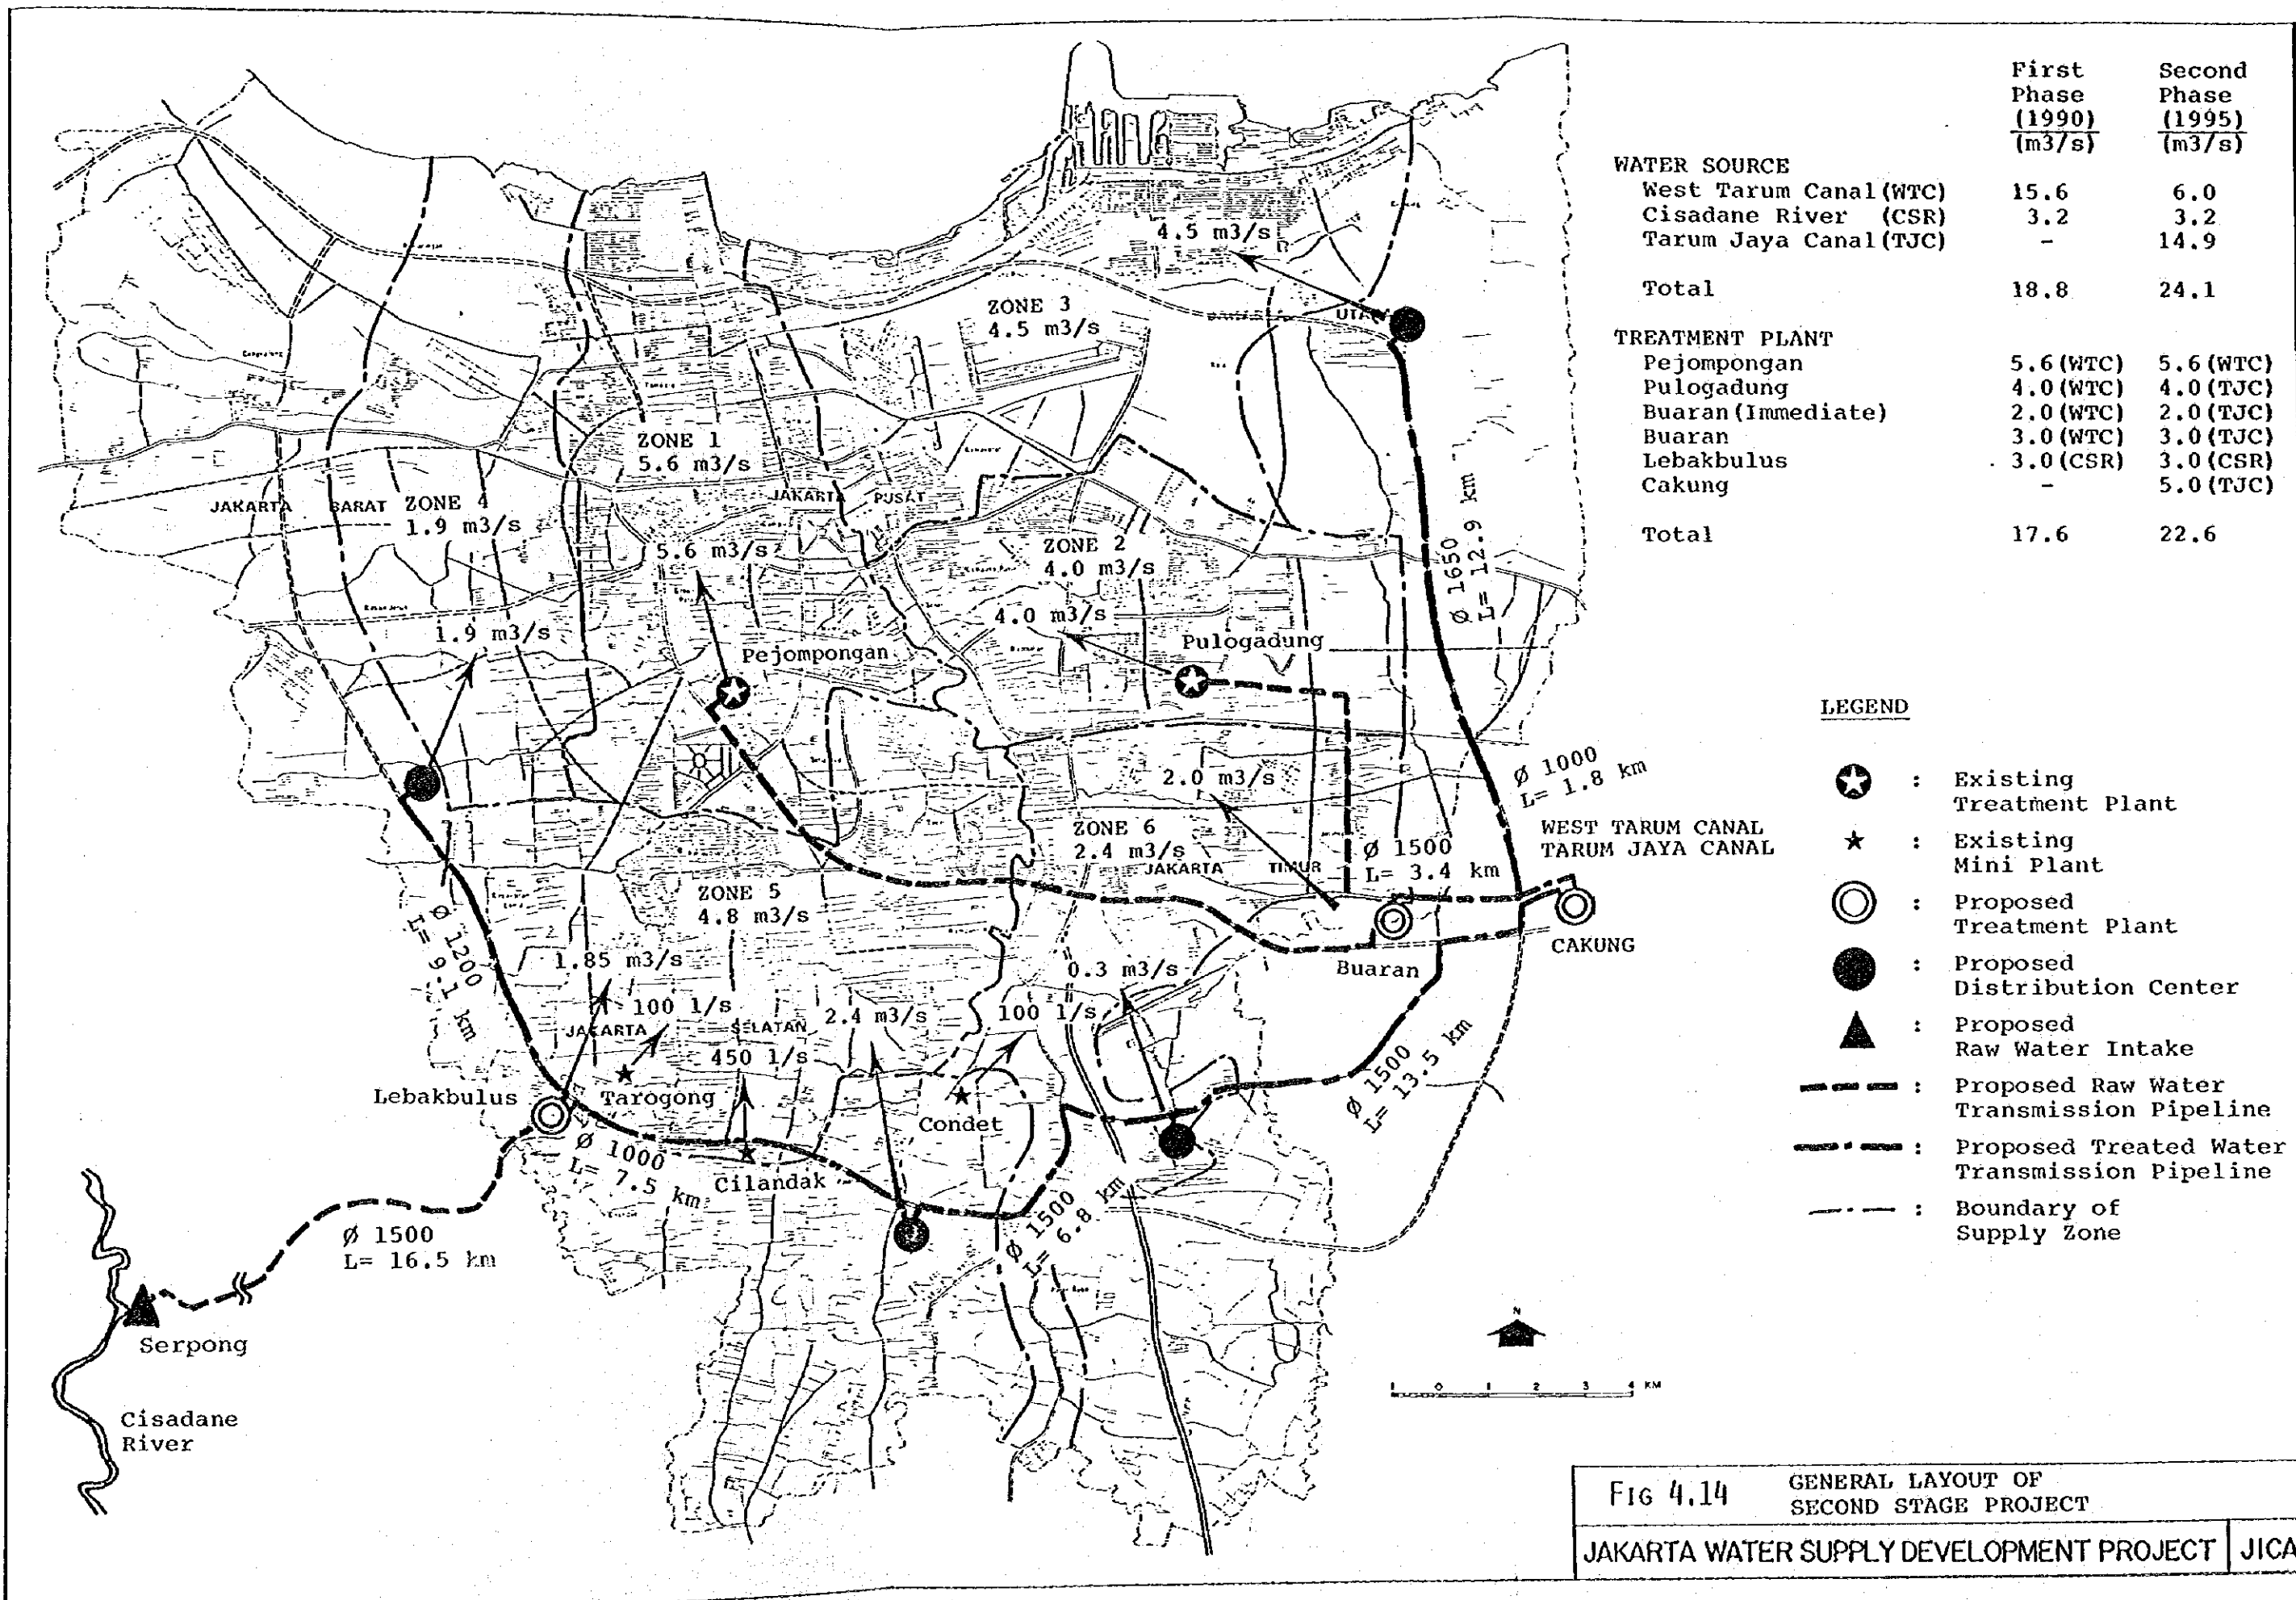 First Second
Phase Phase
(1990) (1995)
(m3/s) (m3/s)
WATER SOURCE
West Tarum Canal(WTC) 15.6 6.0
Cisadane River (CSR) 3.2 3.2
Tarum Jaya Canal(TJC) - 14.9
Total 18.8 24.1
TREATMENT PLANT
Pejompongan 5.6(WTC) 5.6(WTC)
Pulogadung 4.0(WTC) 4.0(TJC)
Buaran(Immediate) 2.0(WTC) 2.0(TJC)
Buaran 3.0(WTC) 3.0(TJC)
Lebakbulus 3.0(CSR) 3.0(CSR)
Cakung - 5.0(TJC)
Total 17.6 22.6
4.5 m3/s
ZONE 3
4.5 m3/s
UTARA
ZONE 1
5.6 m3/s
JAKARTA PUSAT
JAKARTA BARAT
ZONE 4
1.9 m3/s
5.6 m3/s
ZONE 2
4.0 m3/s
Ø 1650
L= 12.9 km
1.9 m3/s
4.0 m3/s
Pejompongan
Pulogadung
2.0 m3/s
Ø 1000
L= 1.8 km
WEST TARUM CANAL
TARUM JAYA CANAL
ZONE 6
2.4 m3/s
JAKARTA TIMUR
Ø 1500
L= 3.4 km
ZONE 5
4.8 m3/s
Ø 1200
L= 9.1 km
CAKUNG
Buaran
1.85 m3/s
0.3 m3/s
100 l/s
JAKARTA SELATAN
2.4 m3/s
100 l/s
450 l/s
Ø 1500
L= 13.5 km
Lebakbulus
Tarogong
Condet
Ø 1000
L= 7.5 km
Cilandak
Ø 1500
L= 6.8 km
Ø 1500
L= 16.5 km
Serpong
Cisadane
River
LEGEND
: Existing
Treatment Plant
: Existing
Mini Plant
: Proposed
Treatment Plant
: Proposed
Distribution Center
: Proposed
Raw Water Intake
: Proposed Raw Water
Transmission Pipeline
: Proposed Treated Water
Transmission Pipeline
: Boundary of
Supply Zone
N
1 0 1 2 3 4 KM
FIG 4.14
GENERAL LAYOUT OF
SECOND STAGE PROJECT
JAKARTA WATER SUPPLY DEVELOPMENT PROJECT
JICA